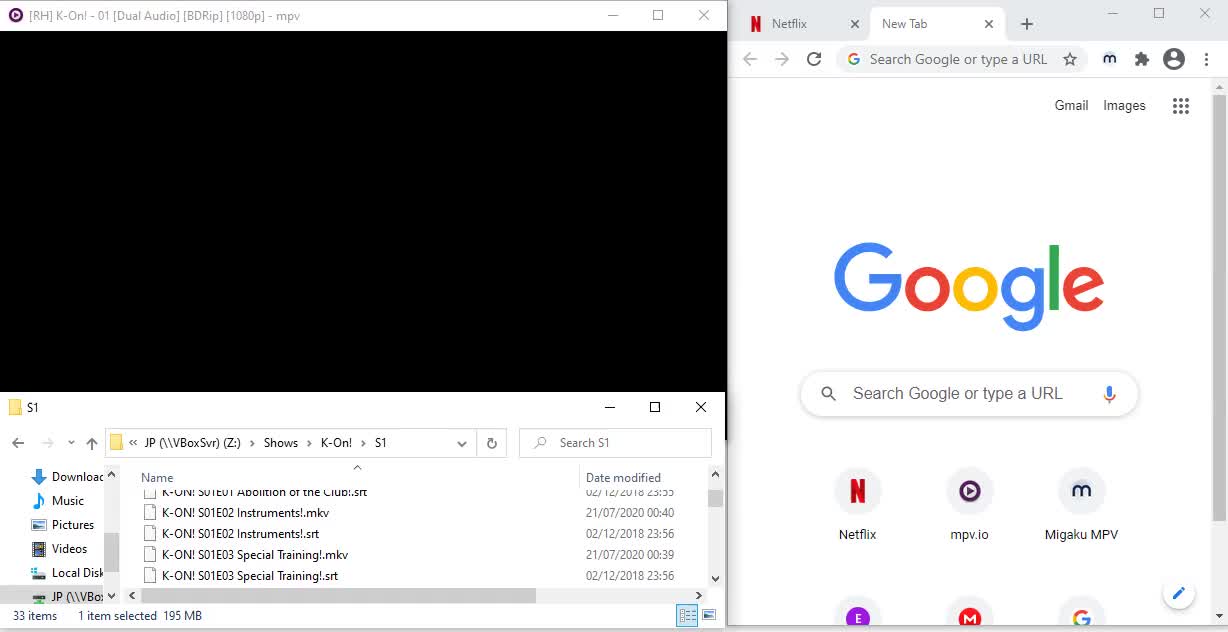 [RH] K-On! - 01 [Dual Audio] [BDRip] [1080p] - mpv
Netflix
New Tab
Search Google or type a URL
m
Gmail
Images
Google
Search Google or type a URL
N
m
Netflix
mpv.io
Migaku MPV
E
M
G
S1
« JP (\\VBoxSvr) (Z:) > Shows > K-On! > S1
Search S1
Name
Date modified
Downloac
Music
Pictures
Videos
Local Disk
JP (\\VBo
K-ON! S01E01 Abolition of the Club!.srt
02/12/2018 23:55
K-ON! S01E02 Instruments!.mkv
21/07/2020 00:40
K-ON! S01E02 Instruments!.srt
02/12/2018 23:56
K-ON! S01E03 Special Training!.mkv
21/07/2020 00:39
K-ON! S01E03 Special Training!.srt
02/12/2018 23:56
33 items
1 item selected 195 MB